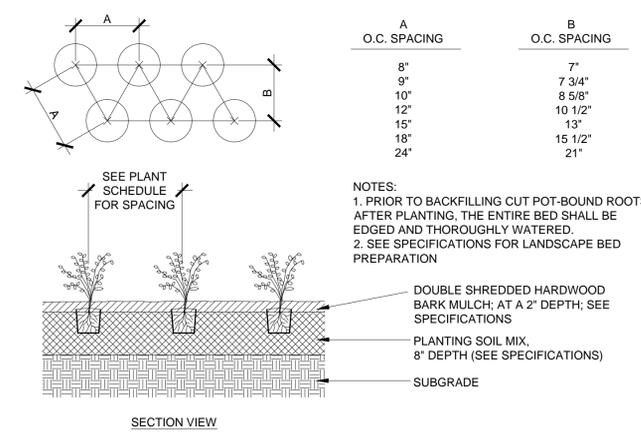 A
A
B
A
O.C. SPACING
B
O.C. SPACING
8" 7"
9" 7 3/4"
10" 8 5/8"
12" 10 1/2"
15" 13"
18" 15 1/2"
24" 21"
SEE PLANT
SCHEDULE
FOR SPACING
NOTES:
1. PRIOR TO BACKFILLING CUT POT-BOUND ROOTS
AFTER PLANTING, THE ENTIRE BED SHALL BE
EDGED AND THOROUGHLY WATERED.
2. SEE SPECIFICATIONS FOR LANDSCAPE BED
PREPARATION
DOUBLE SHREDDED HARDWOOD
BARK MULCH; AT A 2" DEPTH; SEE
SPECIFICATIONS
PLANTING SOIL MIX,
8" DEPTH (SEE SPECIFICATIONS)
SUBGRADE
SECTION VIEW